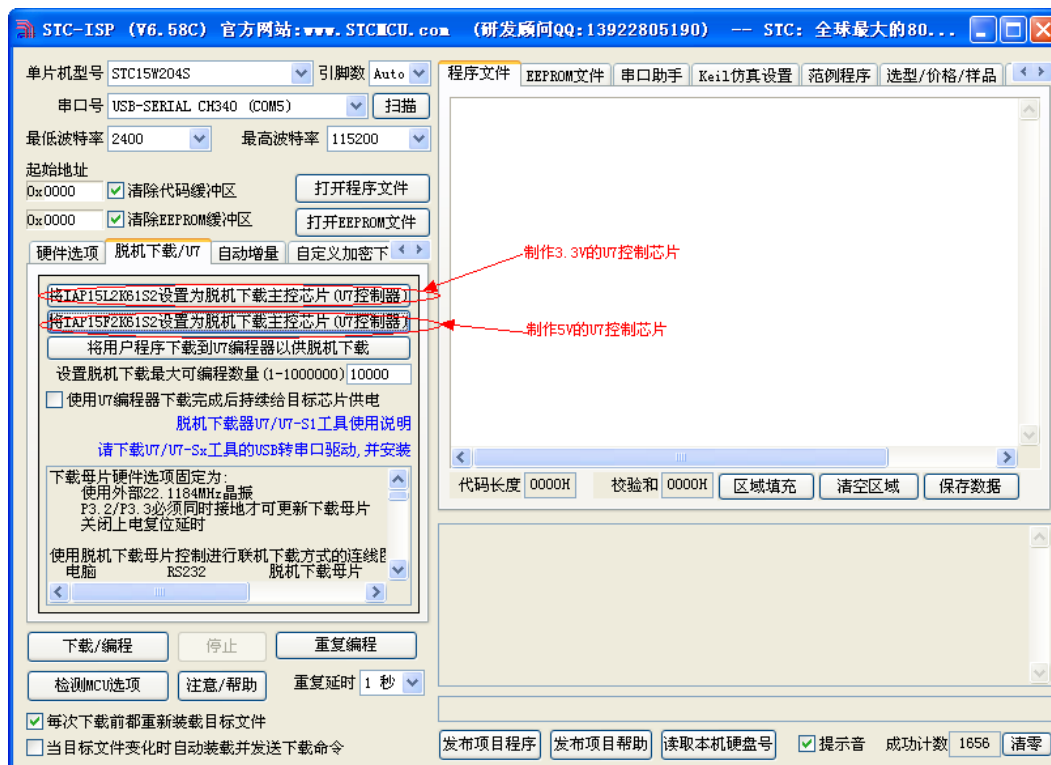 STC-ISP (V6.58C) 官方网站:www.STCMCU.com (研发顾问QQ:13922805190) -- STC: 全球最大的80...
单片机型号 STC15W204S 引脚数 Auto
串口号 USB-SERIAL CH340 (COM5) 扫描
最低波特率 2400 最高波特率 115200
起始地址
0x0000 清除代码缓冲区 打开程序文件
0x0000 清除EEPROM缓冲区 打开EEPROM文件
硬件选项 脱机下载/U7 自动增量 自定义加密下
将IAP15L2K61S2设置为脱机下载主控芯片(U7控制器)
将IAP15F2K61S2设置为脱机下载主控芯片(U7控制器)
将用户程序下载到U7编程器以供脱机下载
设置脱机下载最大可编程数量(1-1000000) 10000
使用U7编程器下载完成后持续给目标芯片供电
脱机下载器U7/U7-S1工具使用说明
请下载U7/U7-Sx工具的USB转串口驱动,并安装
下载母片硬件选项固定为:
使用外部22.1184MHz晶振
P3.2/P3.3必须同时接地才可更新下载母片
关闭上电复位延时
使用脱机下载母片控制进行联机下载方式的连线
电脑 RS232 脱机下载母片
下载/编程 停止 重复编程
检测MCU选项 注意/帮助 重复延时 1 秒
每次下载前都重新装载目标文件
当目标文件变化时自动装载并发送下载命令
程序文件 EEPROM文件 串口助手 Keil仿真设置 范例程序 选型/价格/样品
制作3.3V的U7控制芯片
制作5V的U7控制芯片
代码长度 0000H 校验和 0000H 区域填充 清空区域 保存数据
发布项目程序 发布项目帮助 读取本机硬盘号 提示音 成功计数 1656 清零